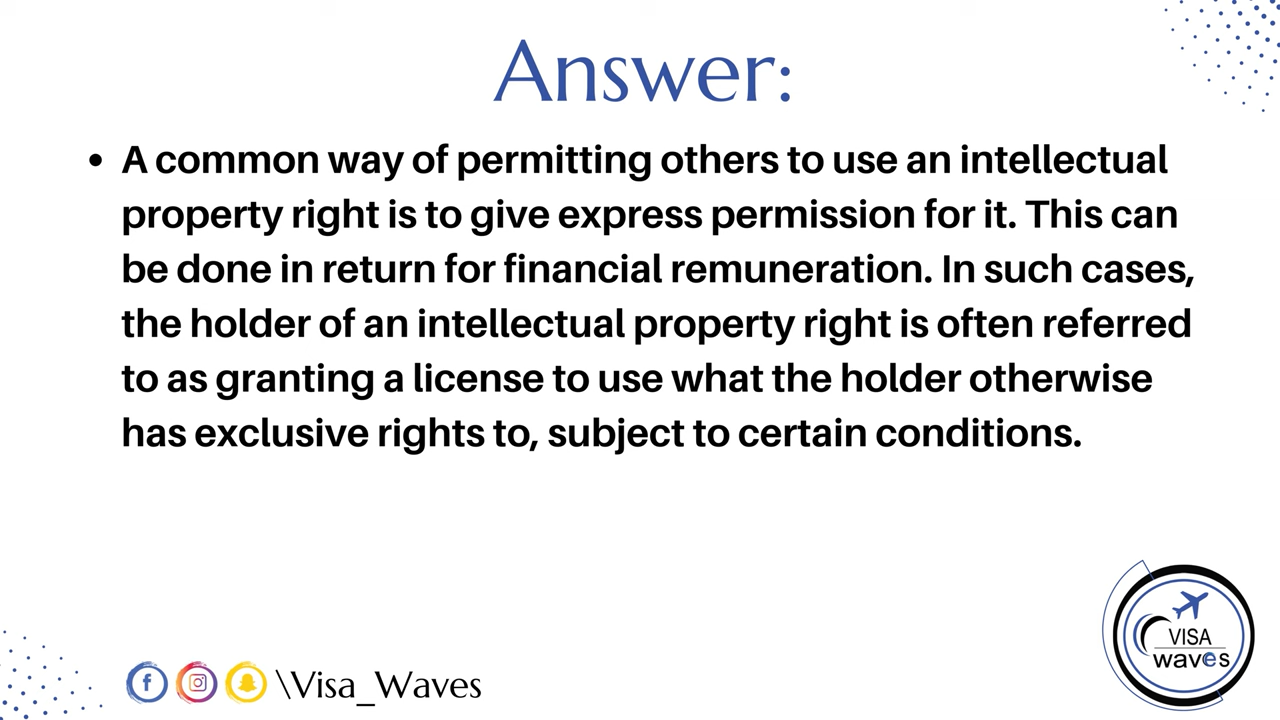 Answer:
• A common way of permitting others to use an intellectual
property right is to give express permission for it. This can
be done in return for financial remuneration. In such cases,
the holder of an intellectual property right is often referred
to as granting a license to use what the holder otherwise
has exclusive rights to, subject to certain conditions.
VISA
waves
\Visa_Waves